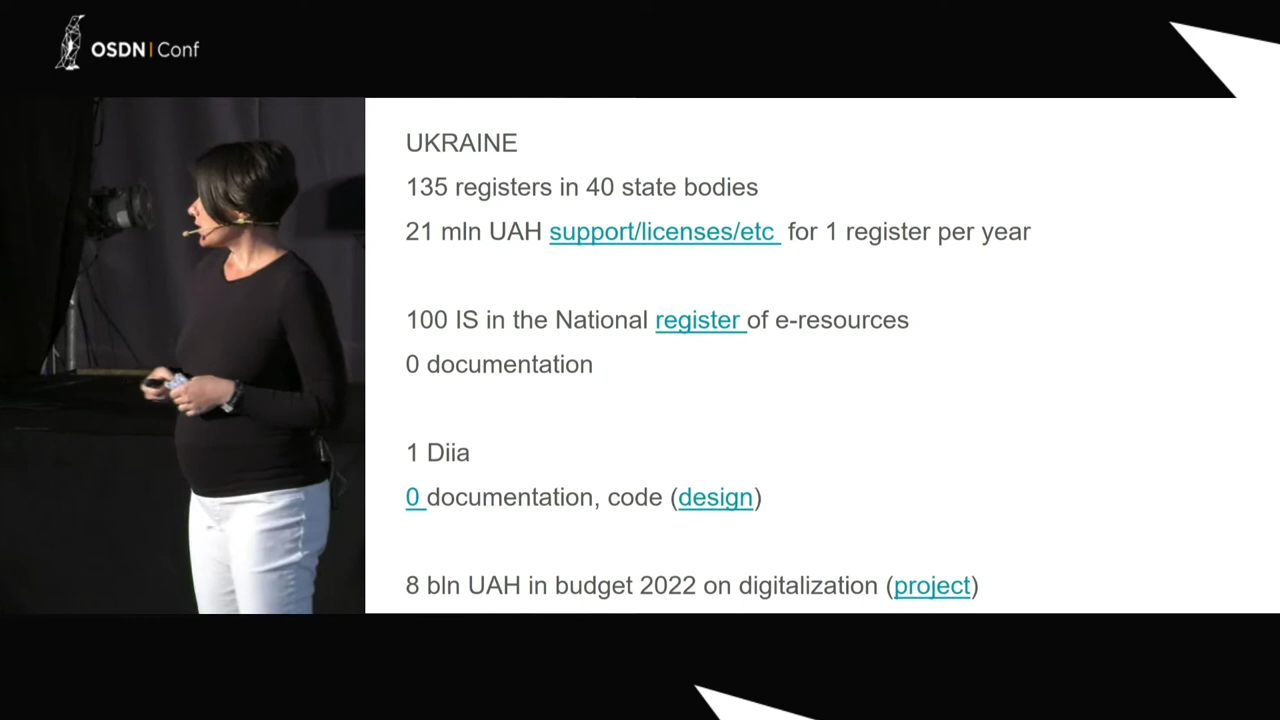 OSDN | Conf
UKRAINE
135 registers in 40 state bodies
21 mln UAH support/licenses/etc for 1 register per year
100 IS in the National register of e-resources
0 documentation
1 Diia
0 documentation, code (design)
8 bln UAH in budget 2022 on digitalization (project)